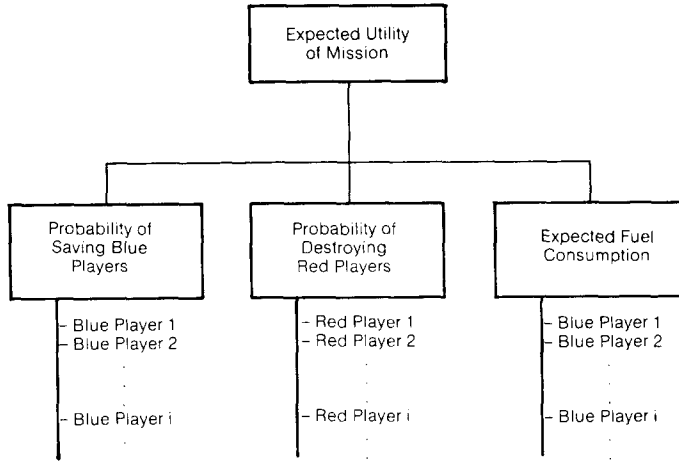 Expected Utility
of Mission
Probability of
Saving Blue
Players
Probability of
Destroying
Red Players
Expected Fuel
Consumption
Blue Player 1
Blue Player 2
Blue Player i
Red Player 1
Red Player 2
Red Player i
Blue Player 1
Blue Player 2
Blue Player i